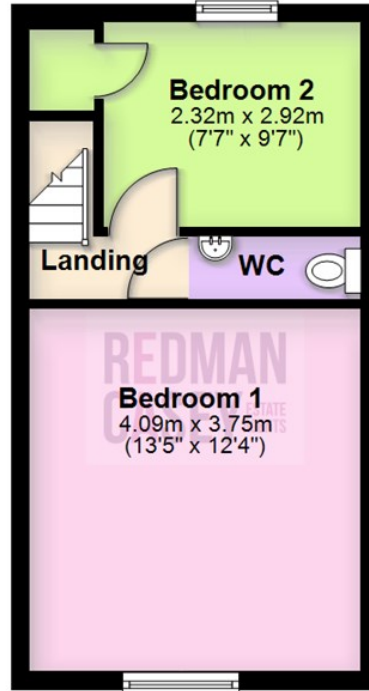 Bedroom 2
2.32m x 2.92m
(7'7" x 9'7")
Landing
WC
REDMAN
Bedroom 1
4.09m x 3.75m
(13'5" x 12'4")
ESTATE